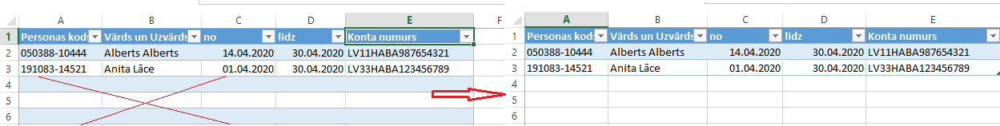 A B C D E F
1 Personas kods Vārds un Uzvārds no līdz Konta numurs
2 050388-10444 Alberts Alberts 14.04.2020 30.04.2020 LV11HABA987654321
3 191083-14521 Anita Lāce 01.04.2020 30.04.2020 LV33HABA123456789
4
5
6
A B C D E
1 Personas kods Vārds un Uzvārds no līdz Konta numurs
2 050388-10444 Alberts Alberts 14.04.2020 30.04.2020 LV11HABA987654321
3 191083-14521 Anita Lāce 01.04.2020 30.04.2020 LV33HABA123456789
4
5
6